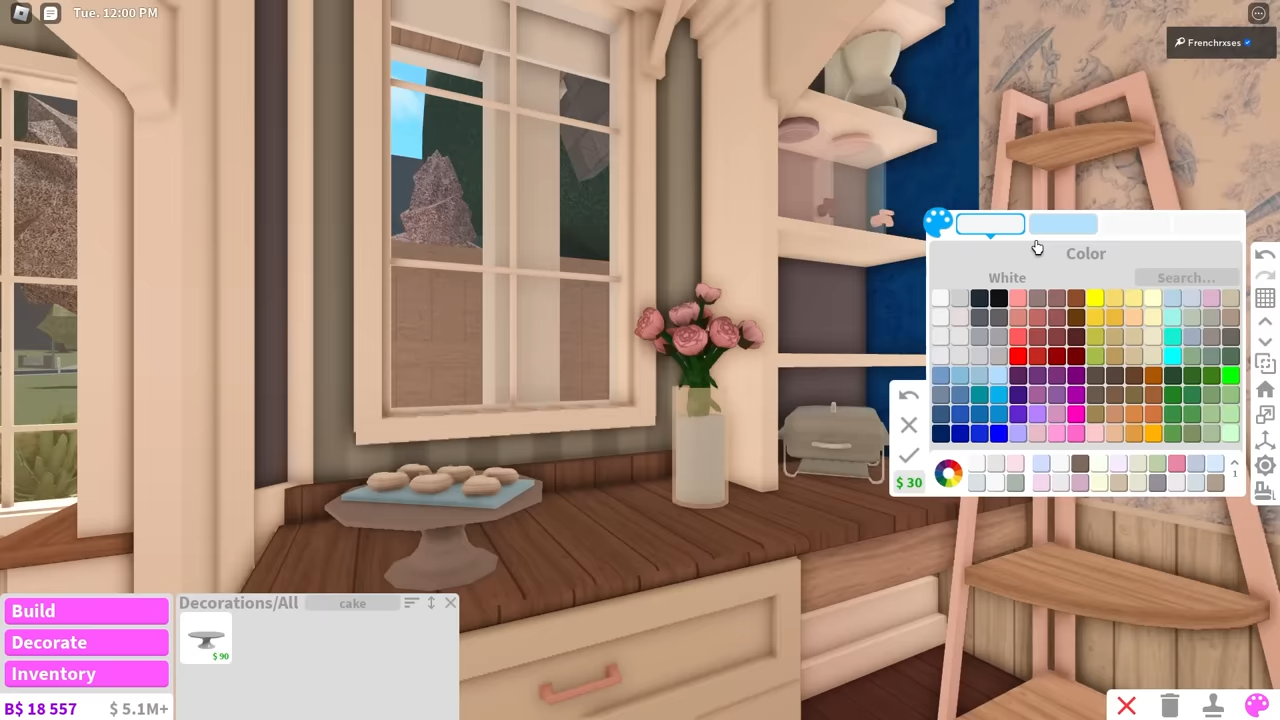 Tue. 12:00 PM
Frenchrxses
Color
White
Search...
$ 30
1
Build
Decorate
Inventory
B$ 18 557
$ 5.1M+
Decorations/All
cake
$ 90